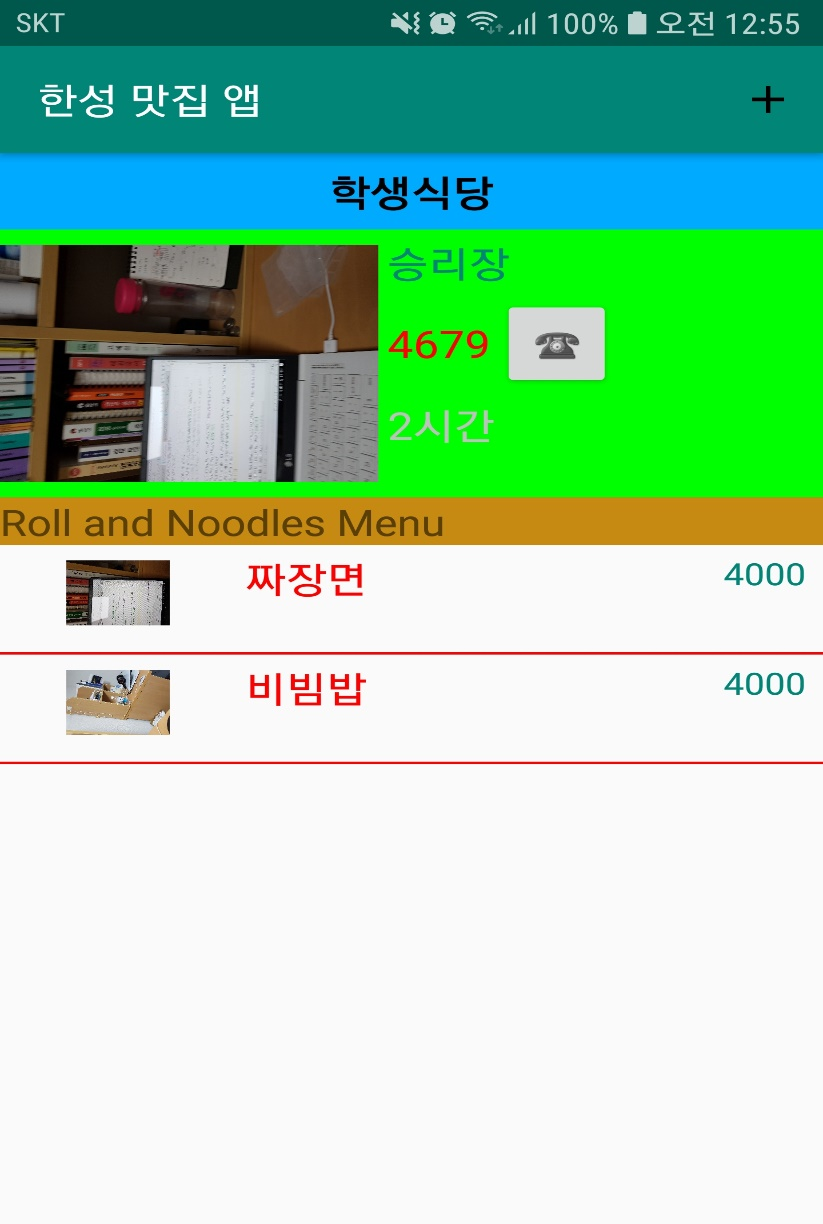 SKT 100% 오전 12:55
한성 맛집 앱 +
학생식당
승리장
4679
2시간
Roll and Noodles Menu
짜장면 4000
비빔밥 4000